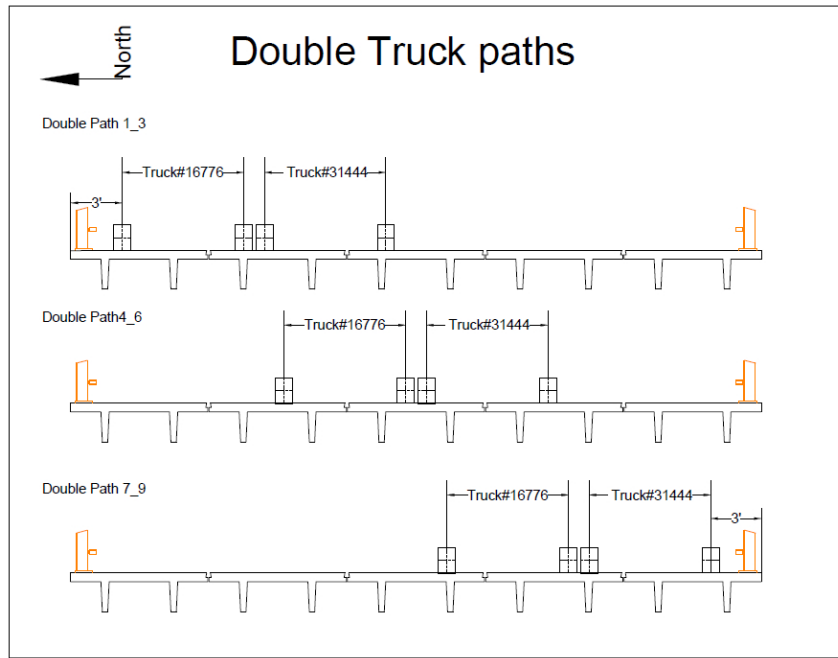 North
Double Truck paths
Double Path 1_3
Truck#16776
Truck#31444
3'
Double Path4_6
Truck#16776
Truck#31444
Double Path 7_9
Truck#16776
Truck#31444
3'